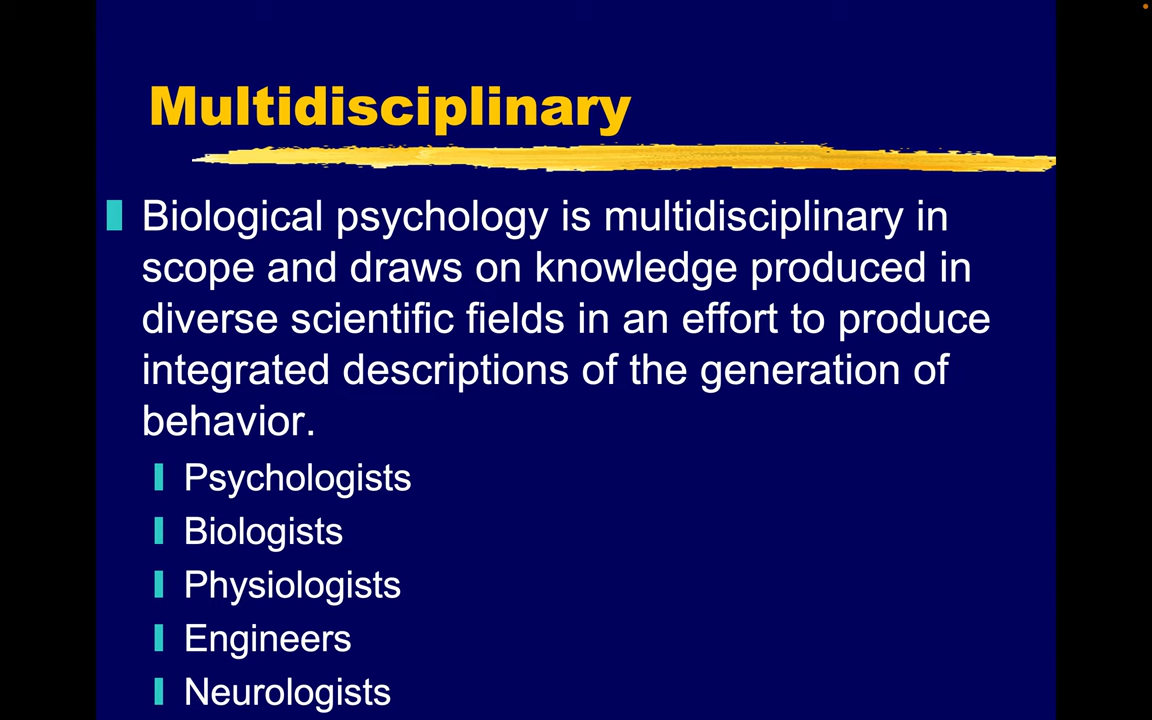 Multidisciplinary
Biological psychology is multidisciplinary in
scope and draws on knowledge produced in
diverse scientific fields in an effort to produce
integrated descriptions of the generation of
behavior.
Psychologists
Biologists
Physiologists
Engineers
Neurologists